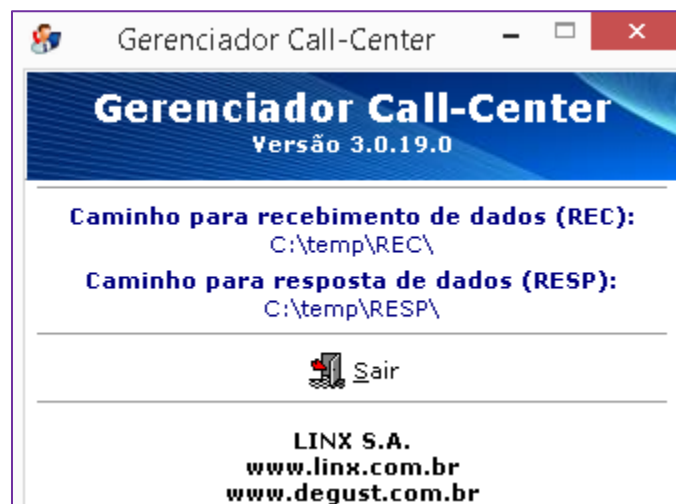 Gerenciador Call-Center
Gerenciador Call-Center
Versão 3.0.19.0
Caminho para recebimento de dados (REC):
C:\temp\REC\
Caminho para resposta de dados (RESP):
C:\temp\RESP\
Sair
LINX S.A.
www.linx.com.br
www.degust.com.br